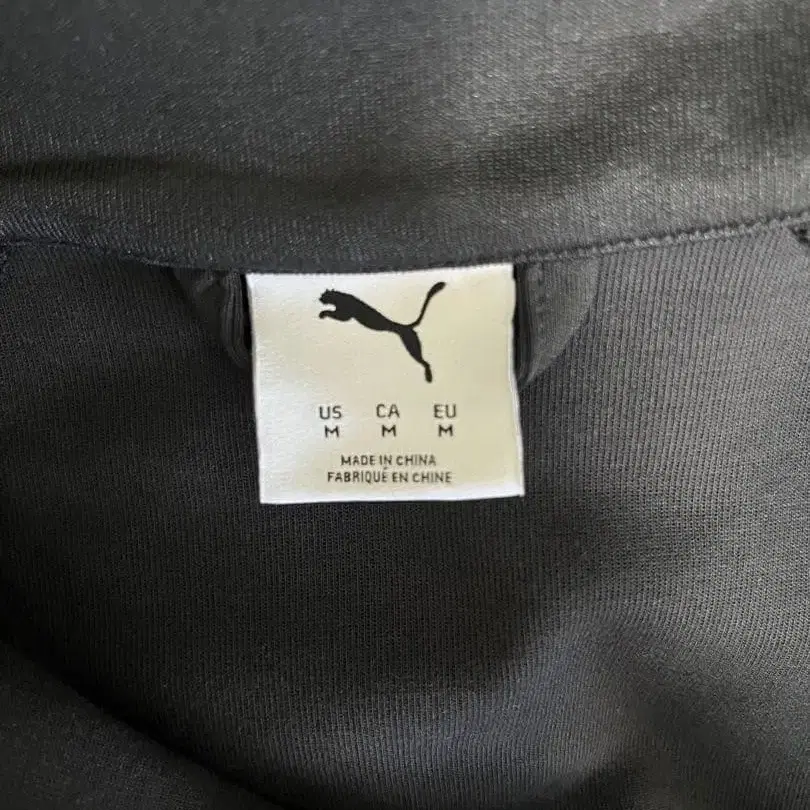 US CA EU
M M M
MADE IN CHINA
FABRIQUÉ EN CHINE